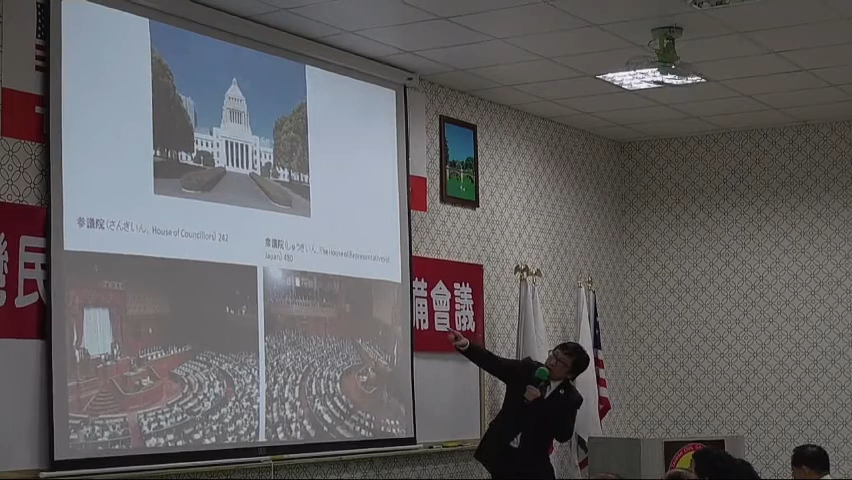 参議院(さんぎいん、House of Councillors) 242
衆議院(しゅうぎいん、The House of Representatives of
Japan) 480
民
備會議